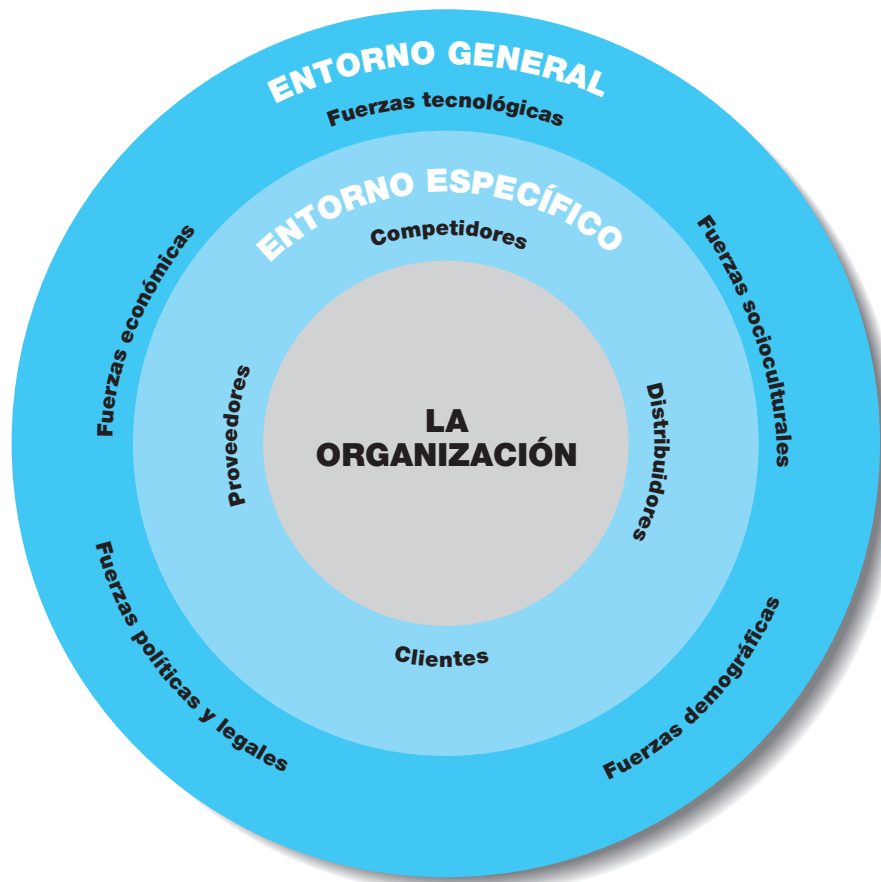 ENTORNO GENERAL
Fuerzas tecnológicas
ENTORNO ESPECÍFICO
Competidores
Fuerzas económicas
Fuerzas socioculturales
Proveedores
Distribuidores
LA
ORGANIZACIÓN
Clientes
Fuerzas políticas y legales
Fuerzas demográficas